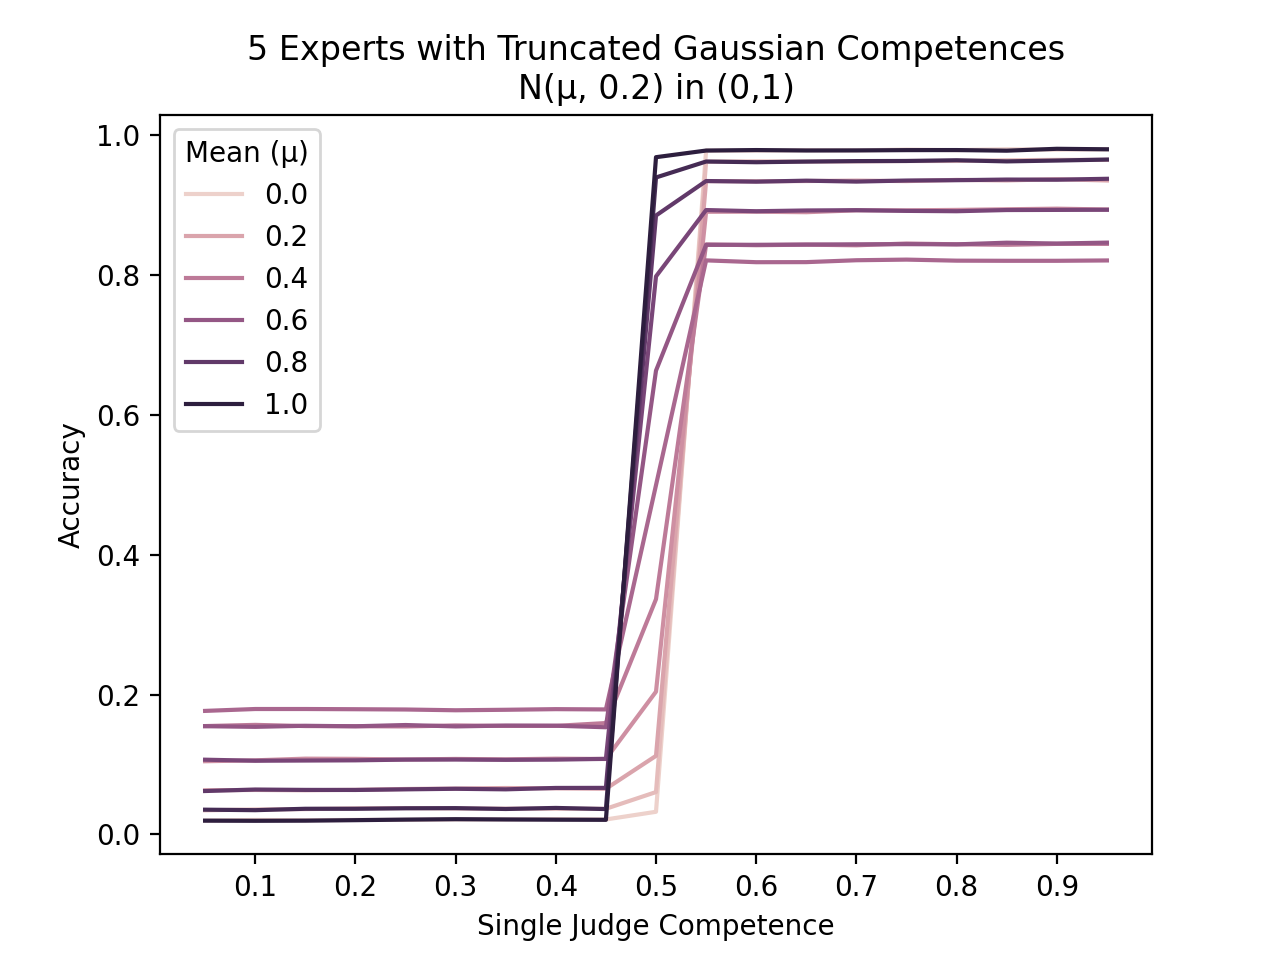 5 Experts with Truncated Gaussian Competences
N(μ, 0.2) in (0,1)
Mean (μ)
0.0
0.2
0.4
0.6
0.8
1.0
Accuracy
1.0
0.8
0.6
0.4
0.2
0.0
0.1 0.2 0.3 0.4 0.5 0.6 0.7 0.8 0.9
Single Judge Competence